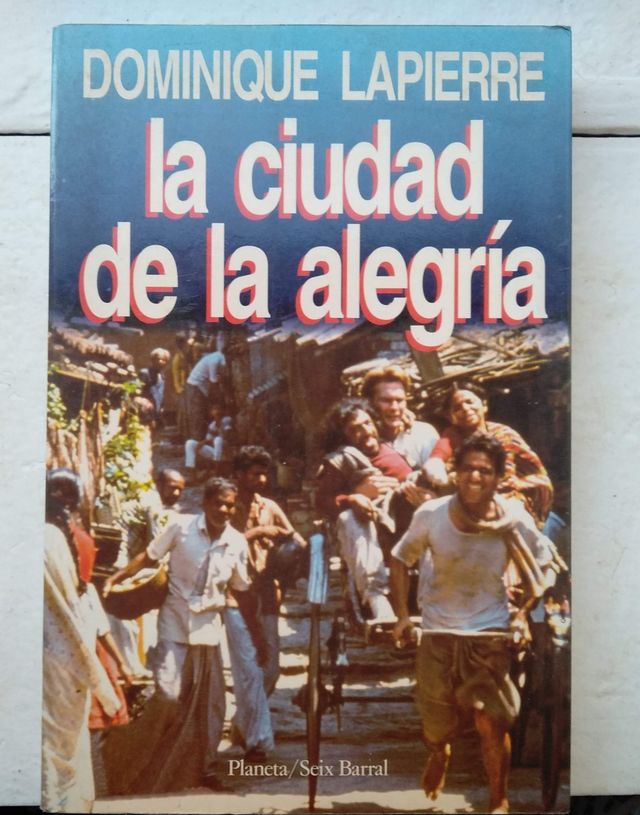 DOMINIQUE LAPIERRE
la ciudad
de la alegría
Planeta/Seix Barral